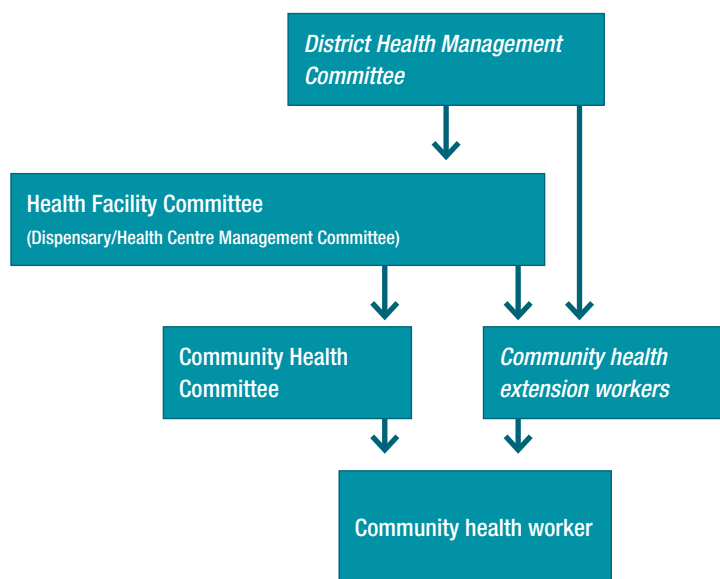 District Health Management
Committee
Health Facility Committee
(Dispensary/Health Centre Management Committee)
Community Health
Committee
Community health
extension workers
Community health worker